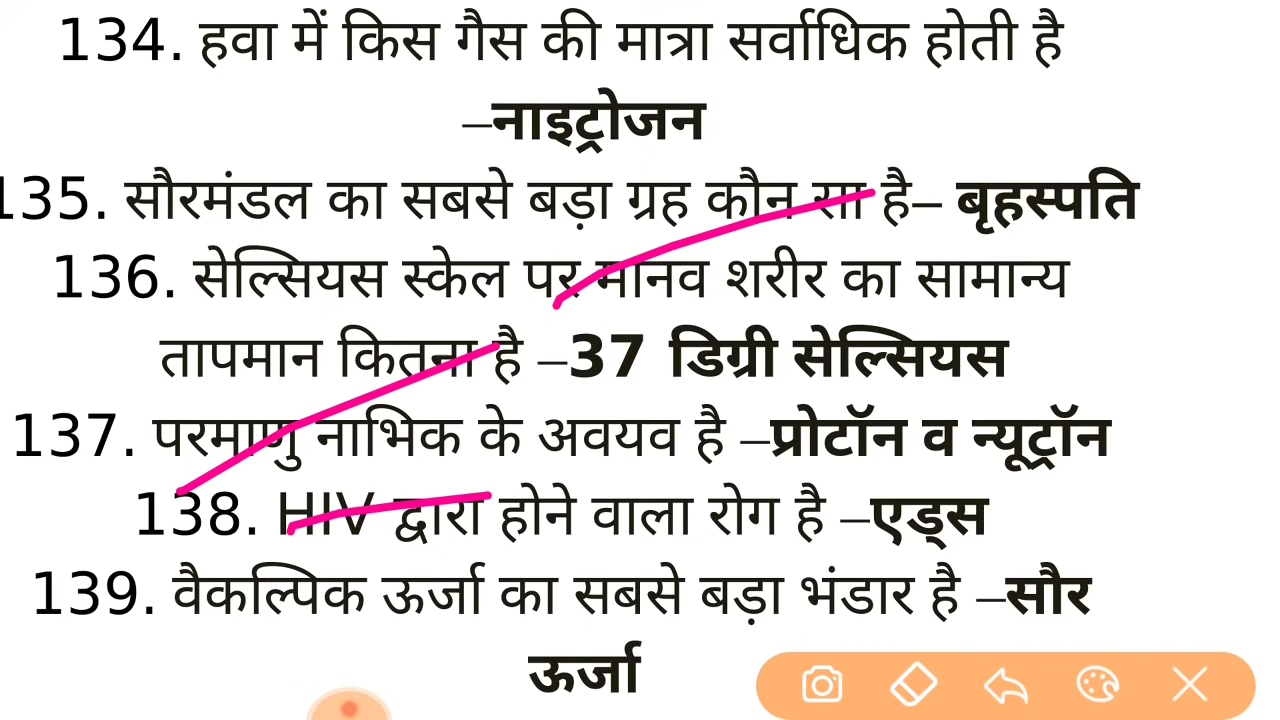 134. हवा में किस गैस की मात्रा सर्वाधिक होती है
–नाइट्रोजन
135. सौरमंडल का सबसे बड़ा ग्रह कौन सा है– बृहस्पति
136. सेल्सियस स्केल पर मानव शरीर का सामान्य
तापमान कितना है –37 डिग्री सेल्सियस
137. परमाणु नाभिक के अवयव है –प्रोटॉन व न्यूट्रॉन
138. HIV द्वारा होने वाला रोग है –एड्स
139. वैकल्पिक ऊर्जा का सबसे बड़ा भंडार है –सौर
ऊर्जा